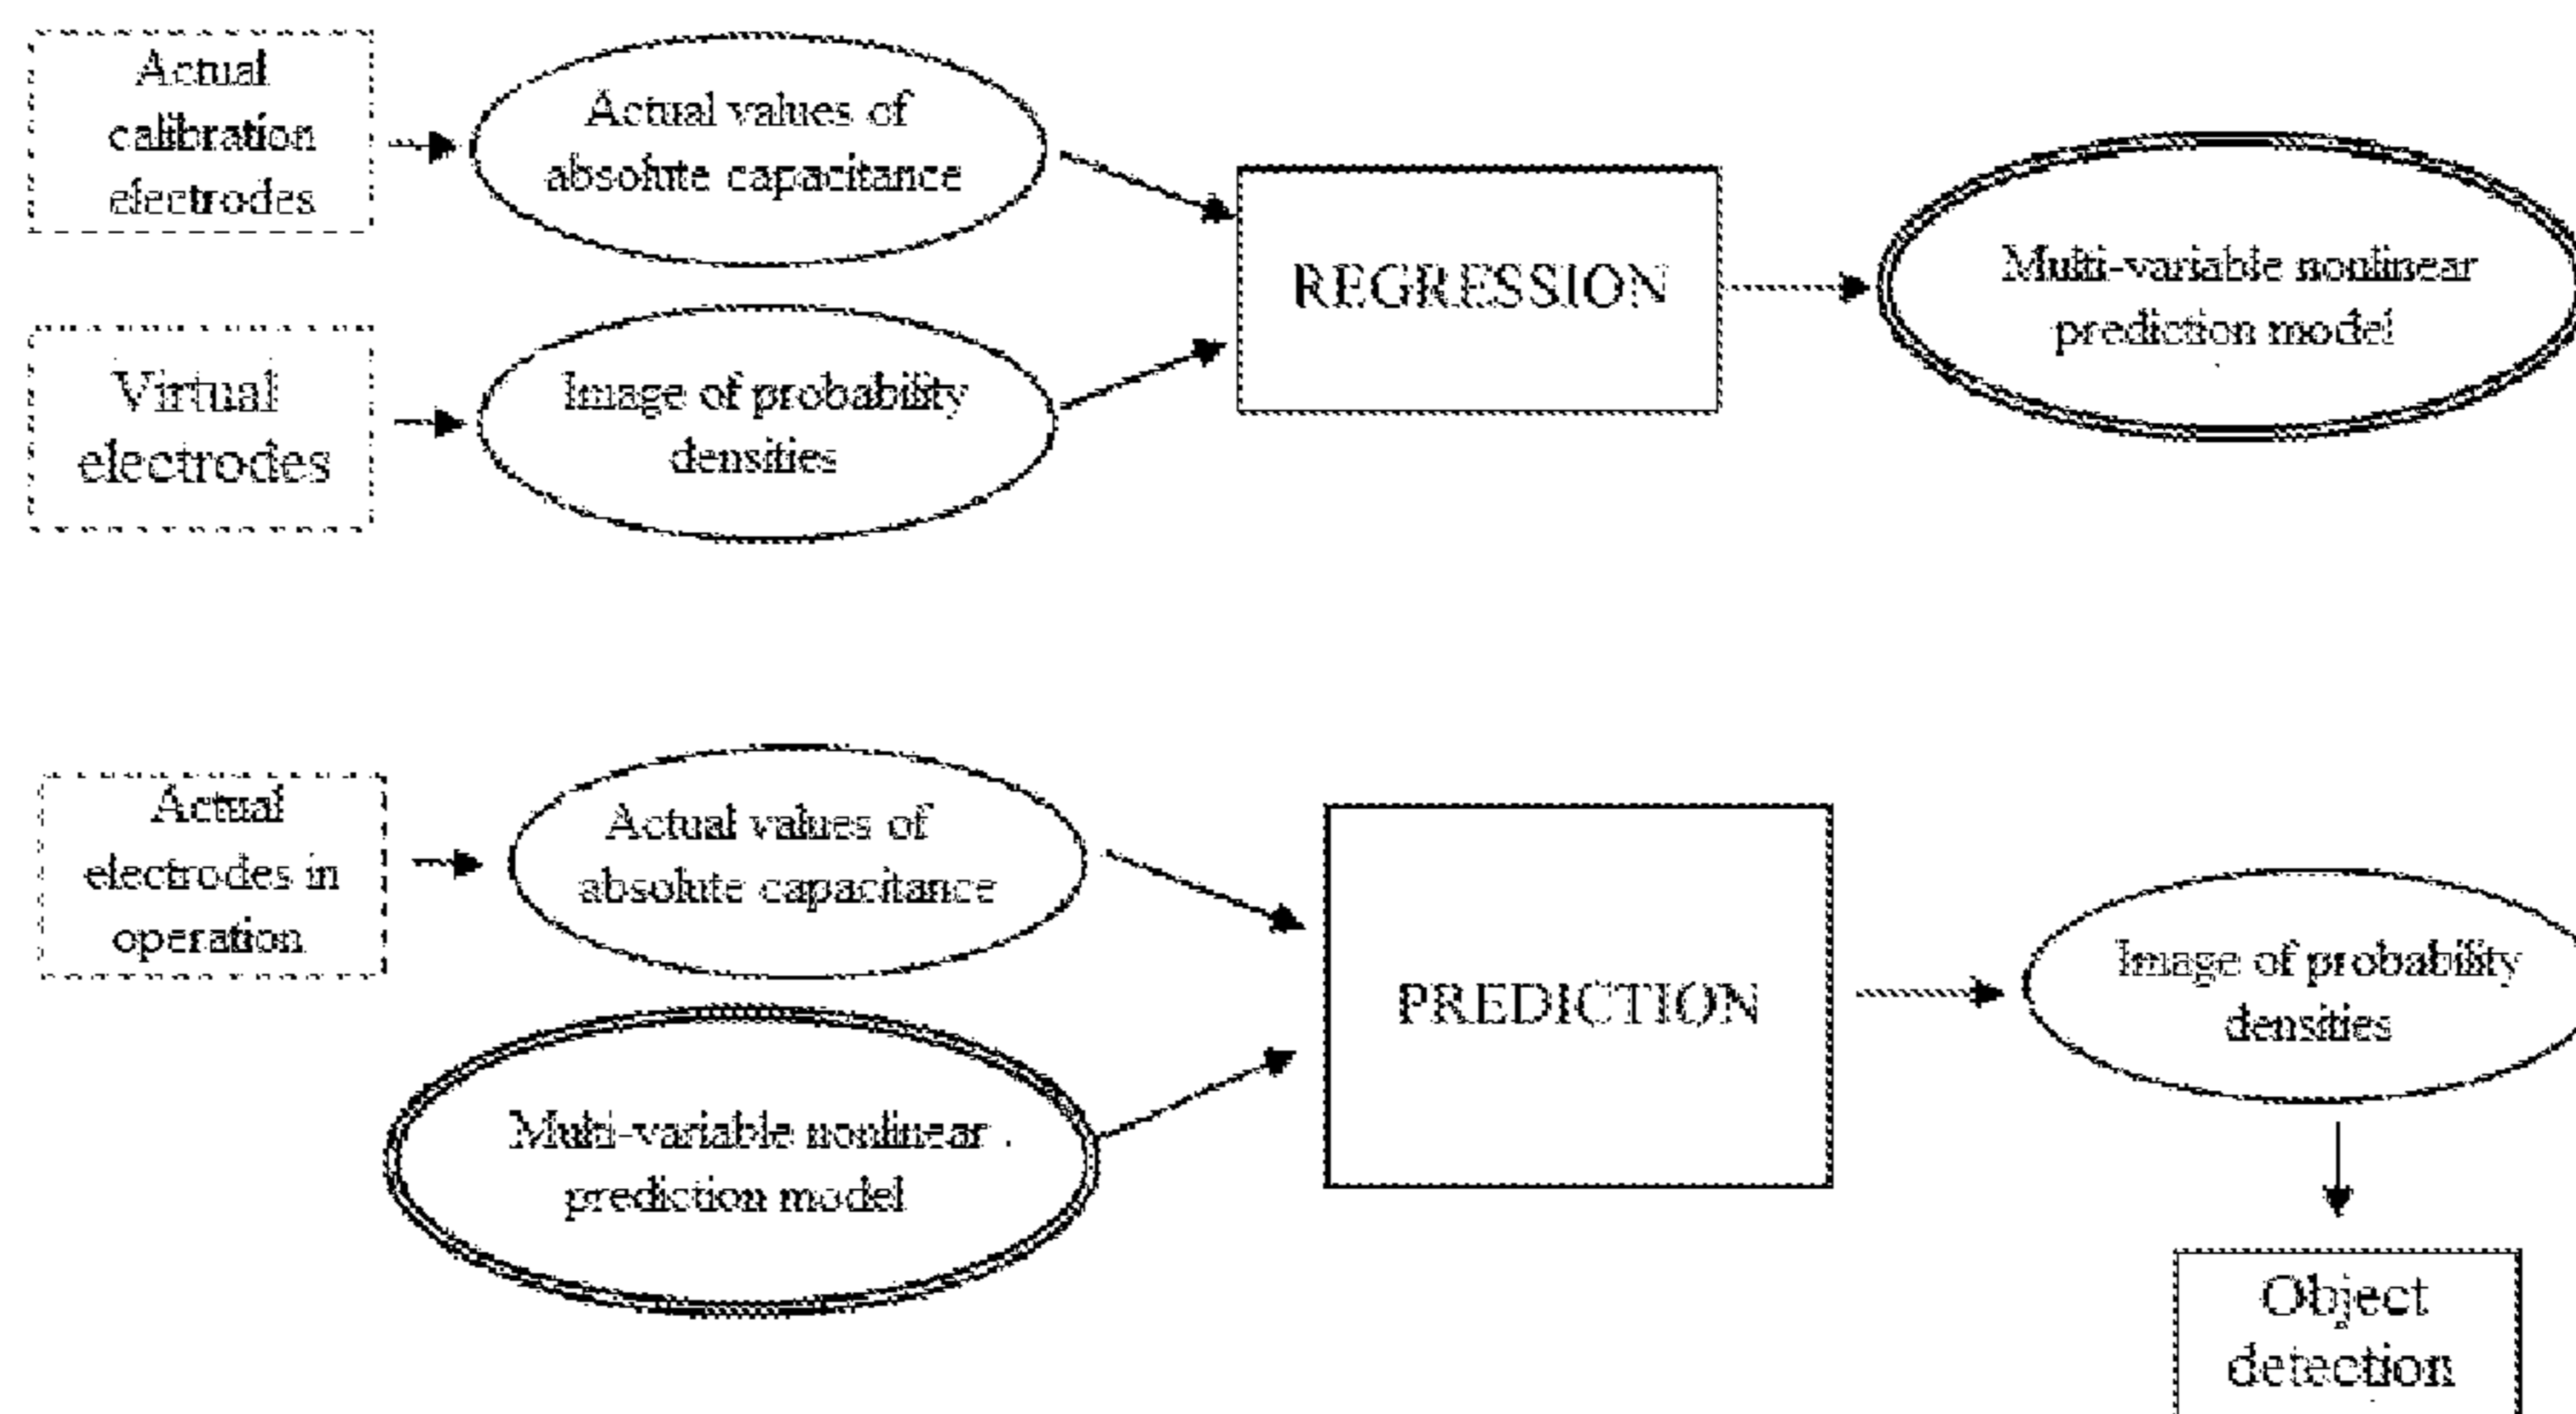 Actual
calibration
electrodes
Actual values of
absolute capacitance
REGRESSION
Multi-variable nonlinear
prediction model
Virtual
electrodes
Image of probability
densities
Actual
electrodes in
operation
Actual values of
absolute capacitance
PREDICTION
Image of probability
densities
Multi-variable nonlinear
prediction model
Object
detection